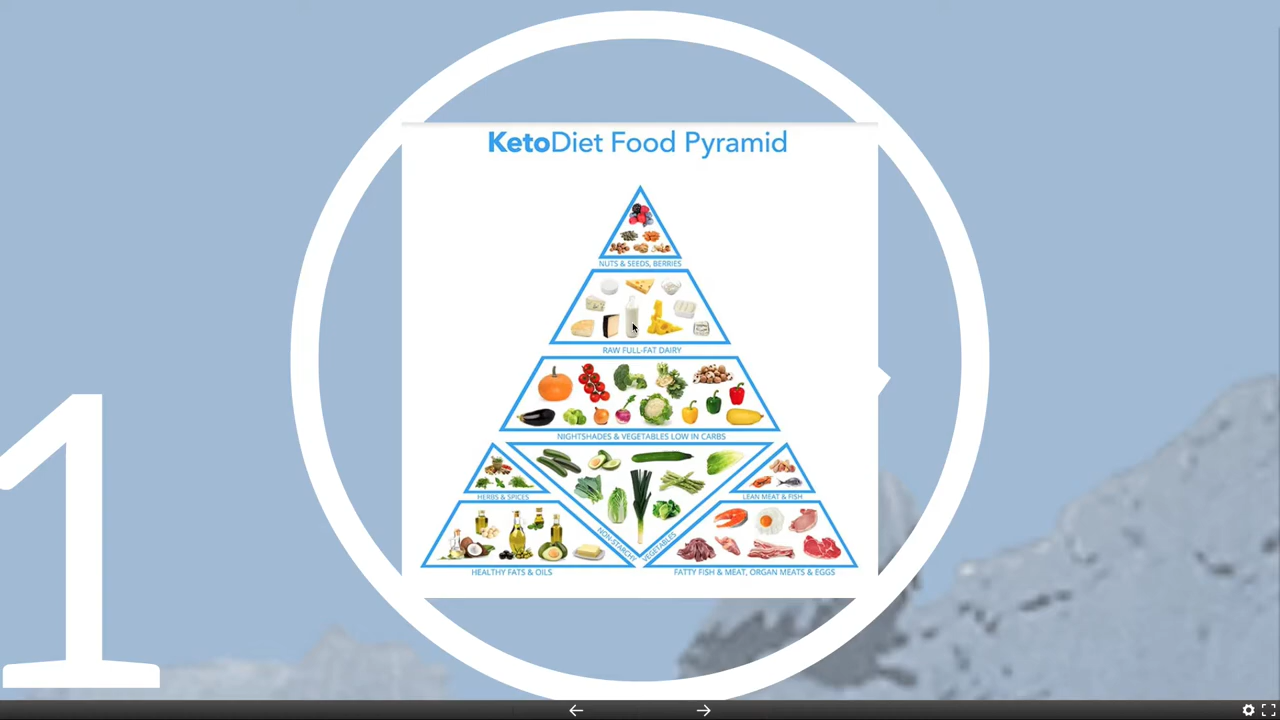 KetoDiet Food Pyramid
NUTS & SEEDS, BERRIES
RAW FULL-FAT DAIRY
NIGHTSHADES & VEGETABLES LOW IN CARBS
HERBS & SPICES
LEAN MEAT & FISH
NON-STARCHY VEGETABLES
HEALTHY FATS & OILS
FATTY FISH & MEAT, ORGAN MEATS & EGGS
1